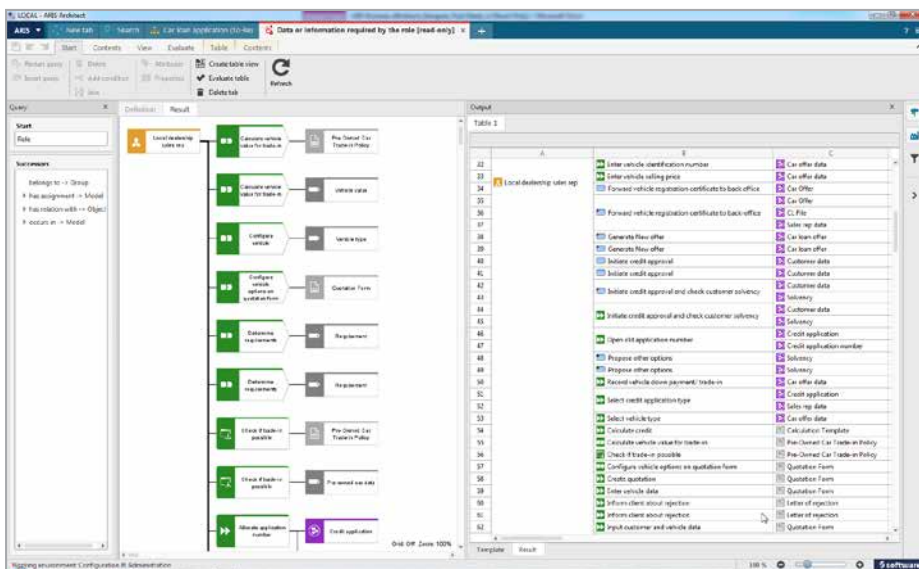 LOCAL - ARIS Architect
ARIS
New tab
Search
Car loan application (to-be)
Data or information required by the role [read-only]
Start
Contents
View
Evaluate
Table
Contents
Delete
Attributes
Create table view
Add condition
Properties
Evaluate table
Delete tab
Refresh
Query
Start
Role
Successors
belongs to -> Group
has assignment -> Model
has relation with -> Object
occurs in -> Model
Definition
Result
Local dealership
sales rep
Calculate vehicle
value for trade-in
Pre-Owned Car
Trade-in Policy
Calculate vehicle
value for trade-in
Vehicle value
Configure
vehicle
Vehicle type
Configure
vehicle
options on
quotation form
Quotation Form
Determine
requirements
Requirement
Determine
requirements
Requirement
Check if trade-in
possible
Pre-Owned Car
Trade-in Policy
Check if trade-in
possible
Pre-owned car data
Allocate application
number
Credit application
Grid: Off Zoom: 100%
Output
Table 1
A
B
C
Local dealership sales rep
32 Enter vehicle identification number Car offer data
33 Enter vehicle selling price Car offer data
34 Forward vehicle registration certificate to back office Car Offer
35 Car Offer
36 Forward vehicle registration certificate to back-office CL File
37 Sales rep data
38 Generate New offer Car loan offer
39 Generate New offer Car loan offer
40 Initiate credit approval Customer data
41 Initiate credit approval Customer data
42 Customer data
43 Initiate credit approval and check customer solvency Solvency
44 Customer data
45 Initiate credit approval and check customer solvency Solvency
46 Credit application
47 Open old application number Credit application number
48 Propose other options Solvency
49 Propose other options Solvency
50 Record vehicle down payment/ trade-in Car offer data
51 Credit application
52 Select credit application type Sales rep data
53 Select vehicle type Car offer data
54 Calculate credit Calculation Template
55 Calculate vehicle value for trade-in Pre-Owned Car Trade-in Policy
56 Check if trade-in possible Pre-Owned Car Trade-in Policy
57 Configure vehicle options on quotation form Quotation Form
58 Create quotation Quotation Form
59 Enter vehicle data Quotation Form
60 Inform client about rejection Letter of rejection
61 Inform client about rejection Letter of rejection
62 Input customer and vehicle data Quotation Form
Template
Result
100 %
software